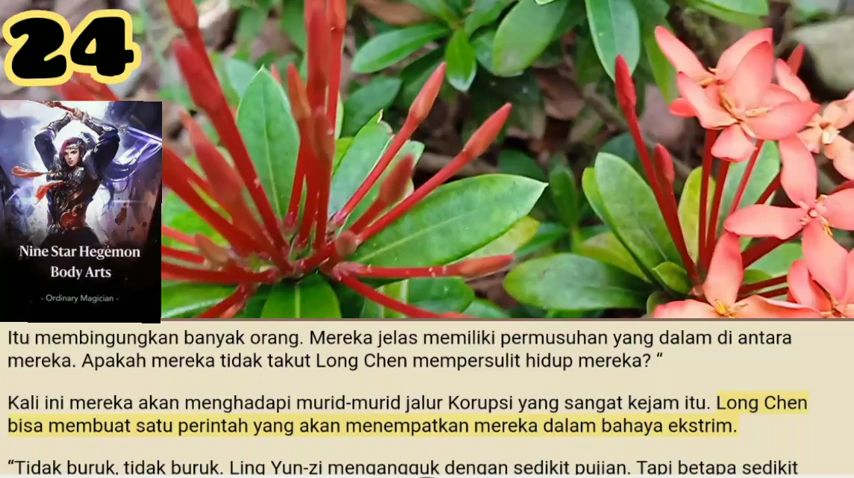 24
Nine Star Hegemon
Body Arts
- Ordinary Magician -
Itu membingungkan banyak orang. Mereka jelas memiliki permusuhan yang dalam di antara
mereka. Apakah mereka tidak takut Long Chen mempersulit hidup mereka? “
Kali ini mereka akan menghadapi murid-murid jalur Korupsi yang sangat kejam itu. Long Chen
bisa membuat satu perintah yang akan menempatkan mereka dalam bahaya ekstrim.
“Tidak buruk, tidak buruk. Ling Yun-zi mengangguk dengan sedikit pujian. Tapi betapa sedikit